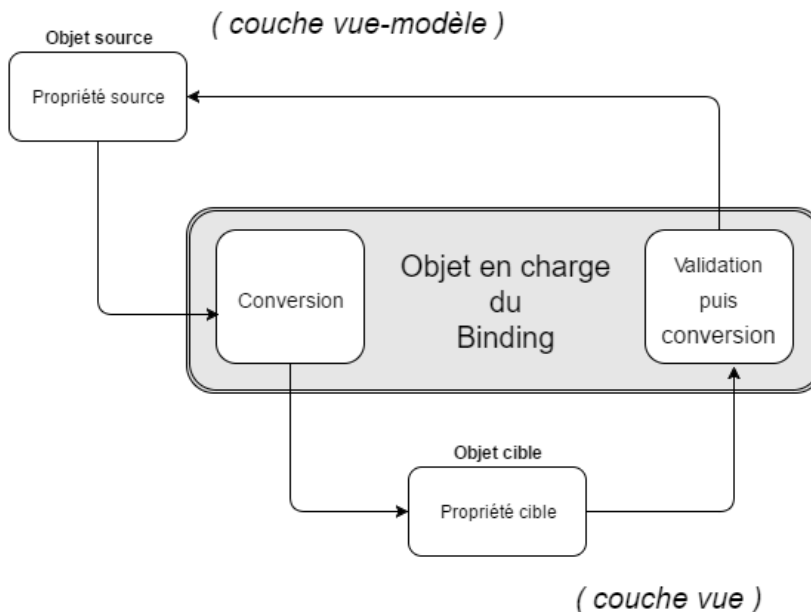 ( couche vue-modèle )
Objet source
Propriété source
Conversion
Objet en charge
du
Binding
Validation
puis
conversion
Objet cible
Propriété cible
( couche vue )